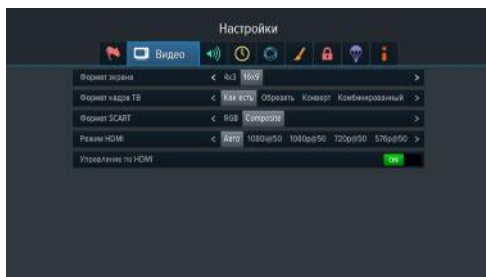 Настройки
Видео
Формат экрана < 4x3 16x9 >
Формат кадра ТВ < Как есть Обрезать Конверт Комбинированный >
Формат SCART < RGB Composite >
Режим HDMI < Авто 1080i@50 1080p@50 720p@50 576p@50 >
Управление по HDMI ON